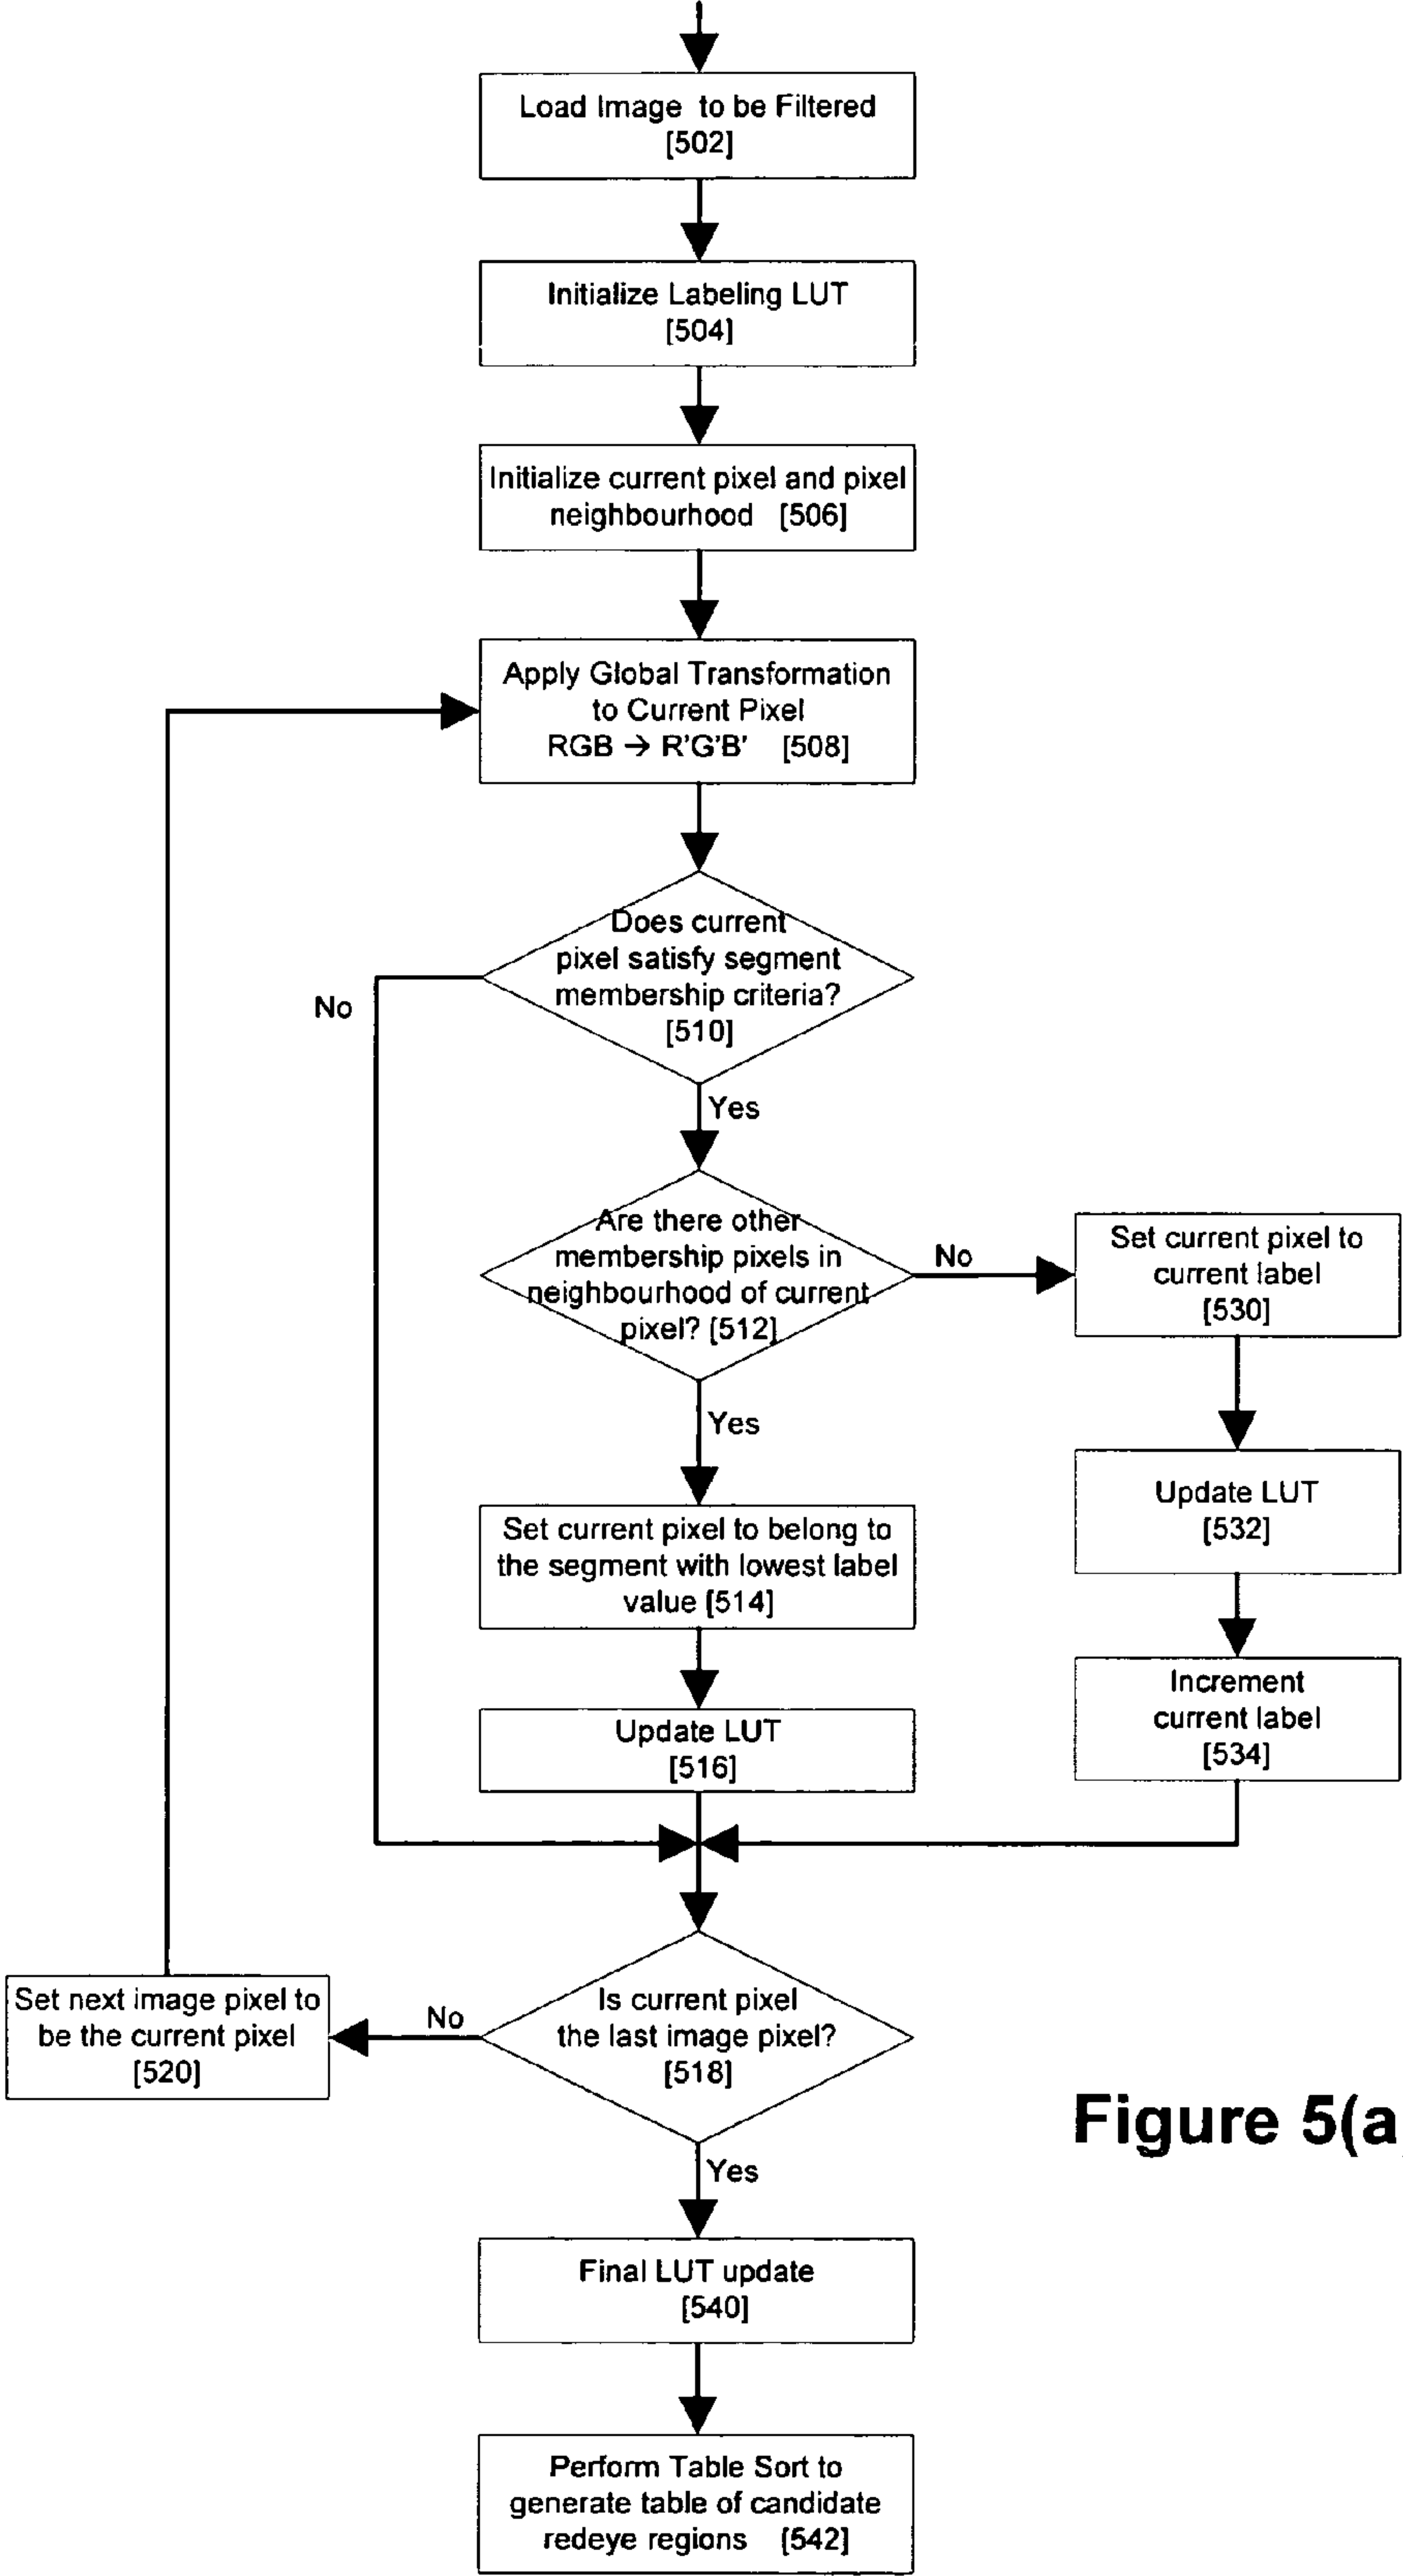 Load Image to be Filtered
[502]
Initialize Labeling LUT
[504]
Initialize current pixel and pixel
neighbourhood [506]
Apply Global Transformation
to Current Pixel
RGB → R'G'B' [508]
Does current
pixel satisfy segment
membership criteria?
[510]
No
Yes
Are there other
membership pixels in
neighbourhood of current
pixel? [512]
No
Set current pixel to
current label
[530]
Yes
Update LUT
[532]
Set current pixel to belong to
the segment with lowest label
value [514]
Increment
current label
[534]
Update LUT
[516]
Is current pixel
the last image pixel?
[518]
No
Set next image pixel to
be the current pixel
[520]
Figure 5(a
Yes
Final LUT update
[540]
Perform Table Sort to
generate table of candidate
redeye regions [542]